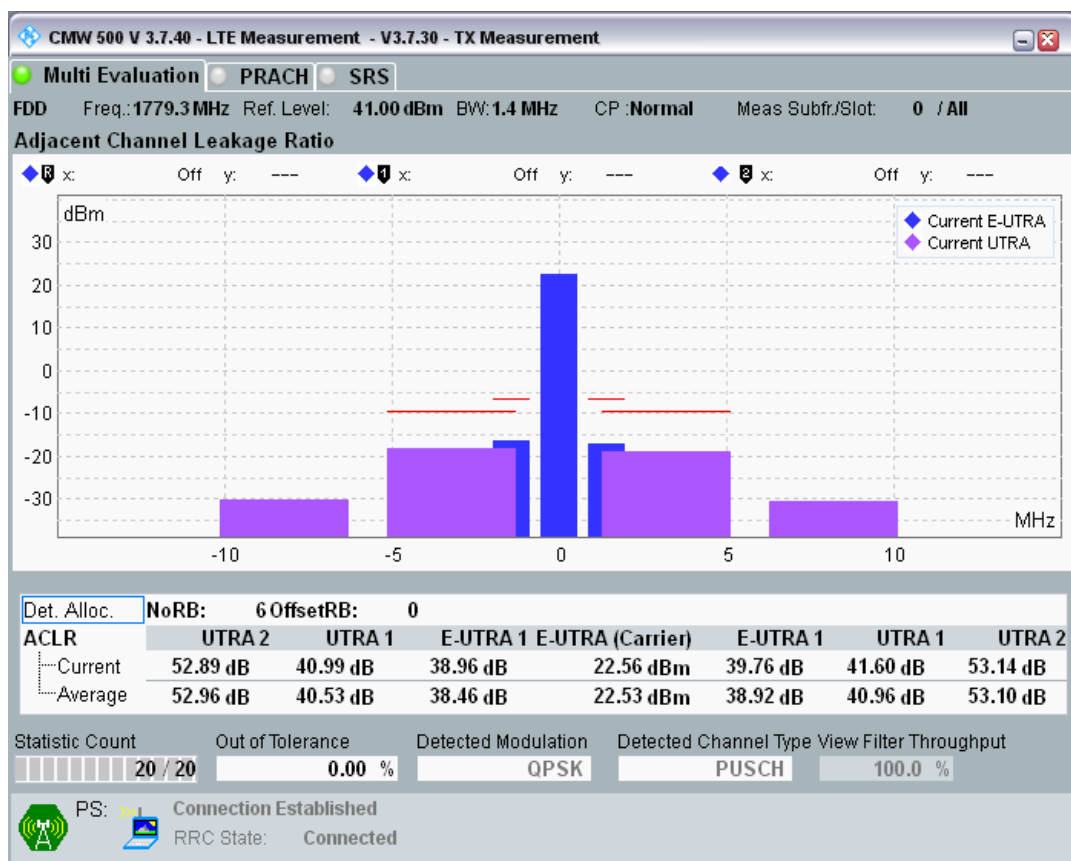 CMW 500 V 3.7.40 - LTE Measurement - V3.7.30 - TX Measurement
Multi Evaluation PRACH SRS
FDD Freq.: 1779.3 MHz Ref. Level: 41.00 dBm BW: 1.4 MHz CP :Normal Meas Subfr./Slot: 0 / All
Adjacent Channel Leakage Ratio
R x: Off y: --- 1 x: Off y: --- 2 x: Off y: ---
dBm
Current E-UTRA
Current UTRA
30
20
10
0
-10
-20
-30
MHz
-10 -5 0 5 10
Det. Alloc. NoRB: 6 OffsetRB: 0
ACLR UTRA 2 UTRA 1 E-UTRA 1 E-UTRA (Carrier) E-UTRA 1 UTRA 1 UTRA 2
Current 52.89 dB 40.99 dB 38.96 dB 22.56 dBm 39.76 dB 41.60 dB 53.14 dB
Average 52.96 dB 40.53 dB 38.46 dB 22.53 dBm 38.92 dB 40.96 dB 53.10 dB
Statistic Count Out of Tolerance Detected Modulation Detected Channel Type View Filter Throughput
20 / 20 0.00 % QPSK PUSCH 100.0 %
PS: Connection Established
RRC State: Connected